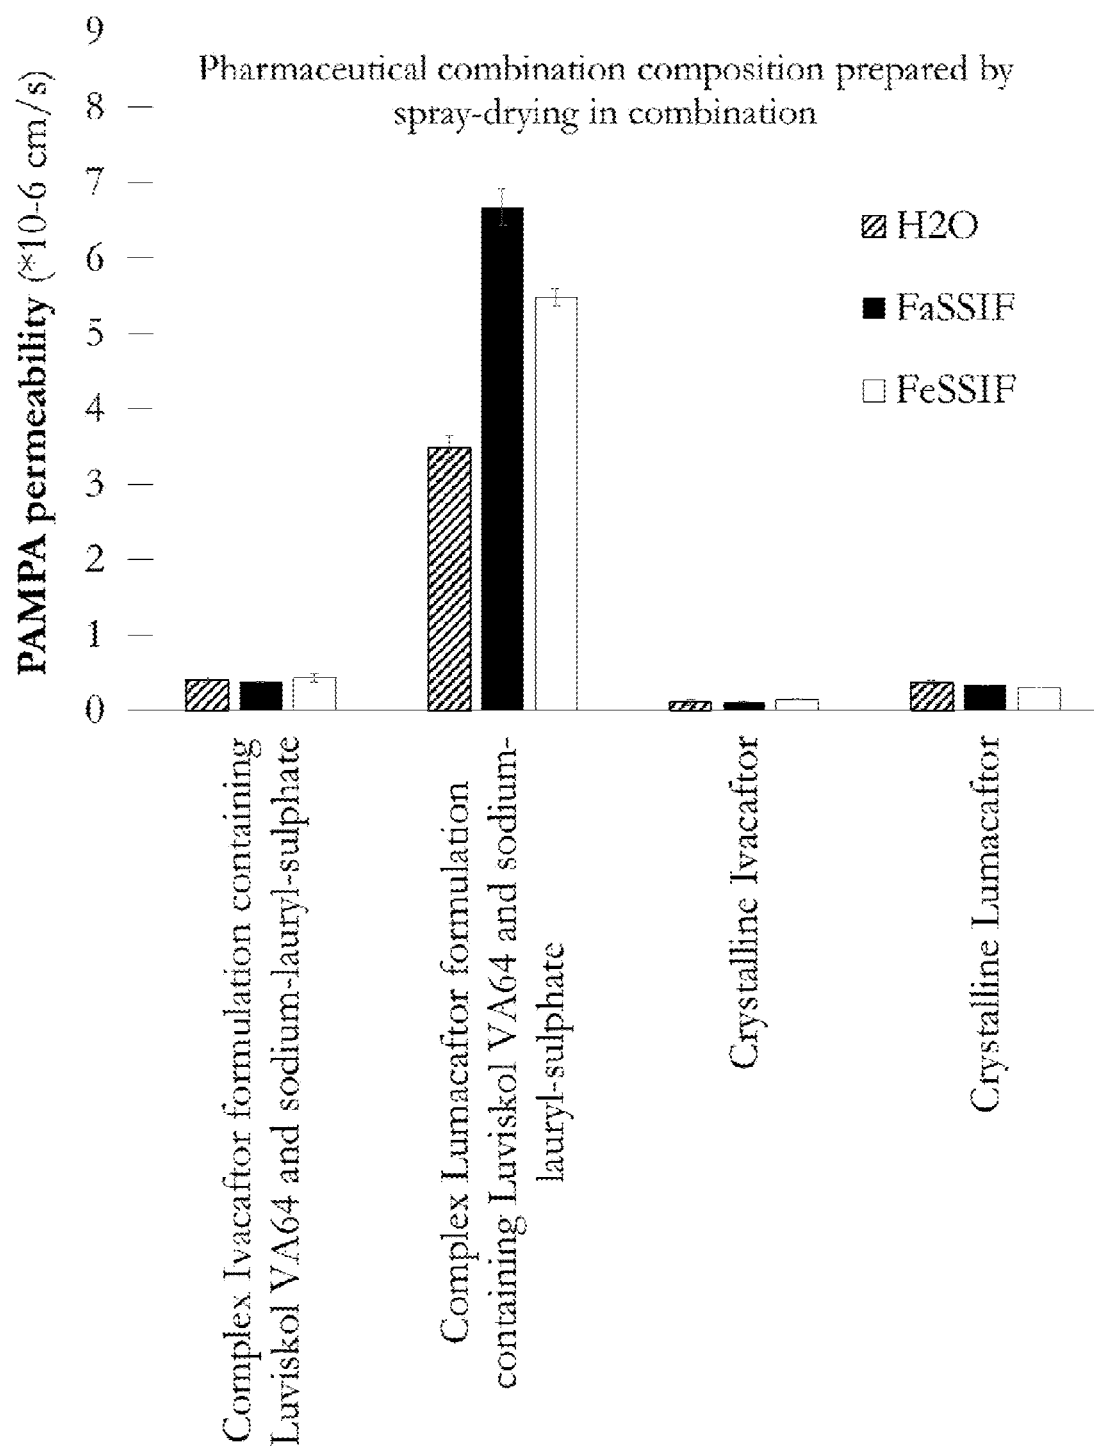 Pharmaceutical combination composition prepared by
spray-drying in combination
PAMPA permeability (*10-6 cm/s)
9
8
7
6
5
4
3
2
1
0
H2O
FaSSIF
FeSSIF
Complex Ivacaftor formulation containing
Luviskol VA64 and sodium-lauryl-sulphate
Complex Lumacaftor formulation
containing Luviskol VA64 and sodium-
lauryl-sulphate
Crystalline Ivacaftor
Crystalline Lumacaftor